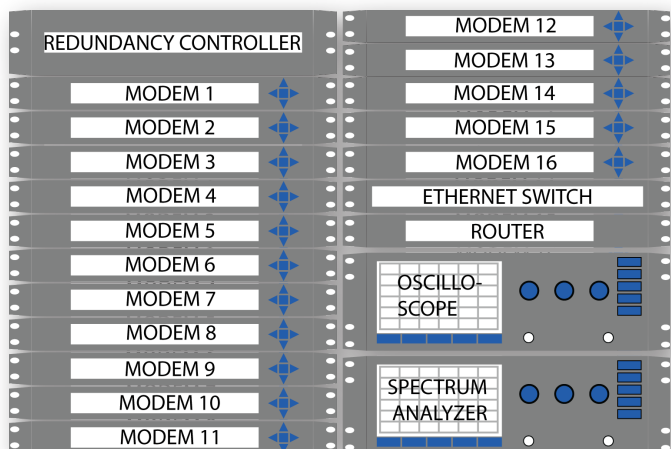 REDUNDANCY CONTROLLER
MODEM 1
MODEM 2
MODEM 3
MODEM 4
MODEM 5
MODEM 6
MODEM 7
MODEM 8
MODEM 9
MODEM 10
MODEM 11
MODEM 12
MODEM 13
MODEM 14
MODEM 15
MODEM 16
ETHERNET SWITCH
ROUTER
OSCILLO-
SCOPE
SPECTRUM
ANALYZER